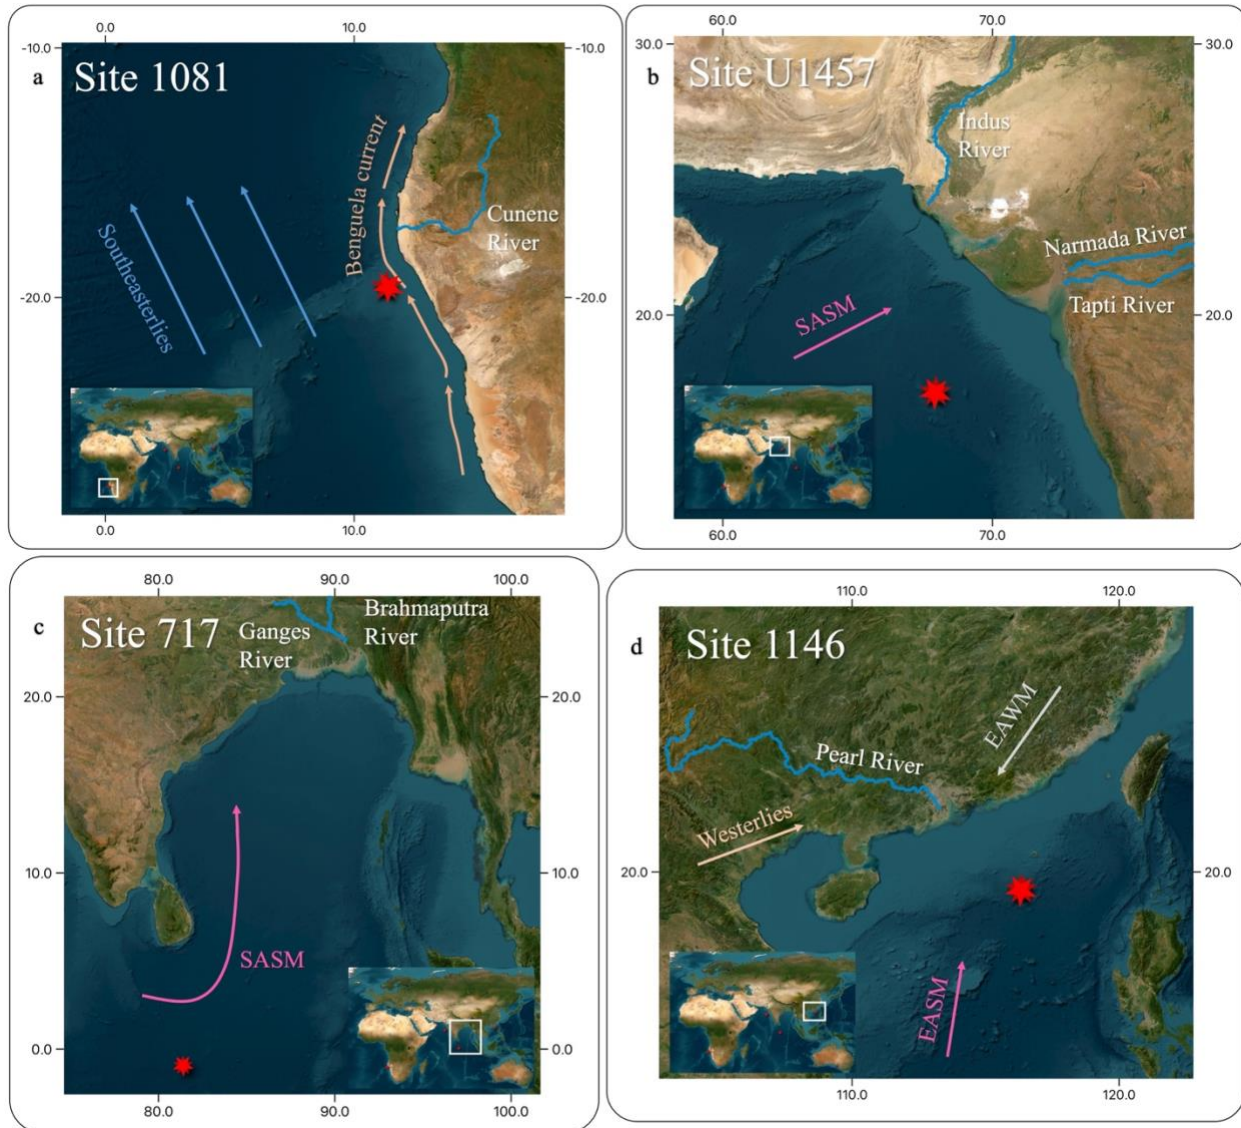 0.0 10.0
-10.0 -10.0
a Site 1081
Benguela current
Cunene
River
Southeasterlies
-20.0 -20.0
0.0 10.0
60.0 70.0
30.0 30.0
b Site U1457
Indus
River
Narmada River
Tapti River
SASM
20.0 20.0
60.0 70.0
80.0 90.0 100.0
c Site 717
Ganges
River
Brahmaputra
River
20.0 20.0
10.0 10.0
SASM
0.0 0.0
80.0 90.0 100.0
110.0 120.0
d Site 1146
EAWM
Pearl River
Westerlies
20.0 20.0
EASM
110.0 120.0